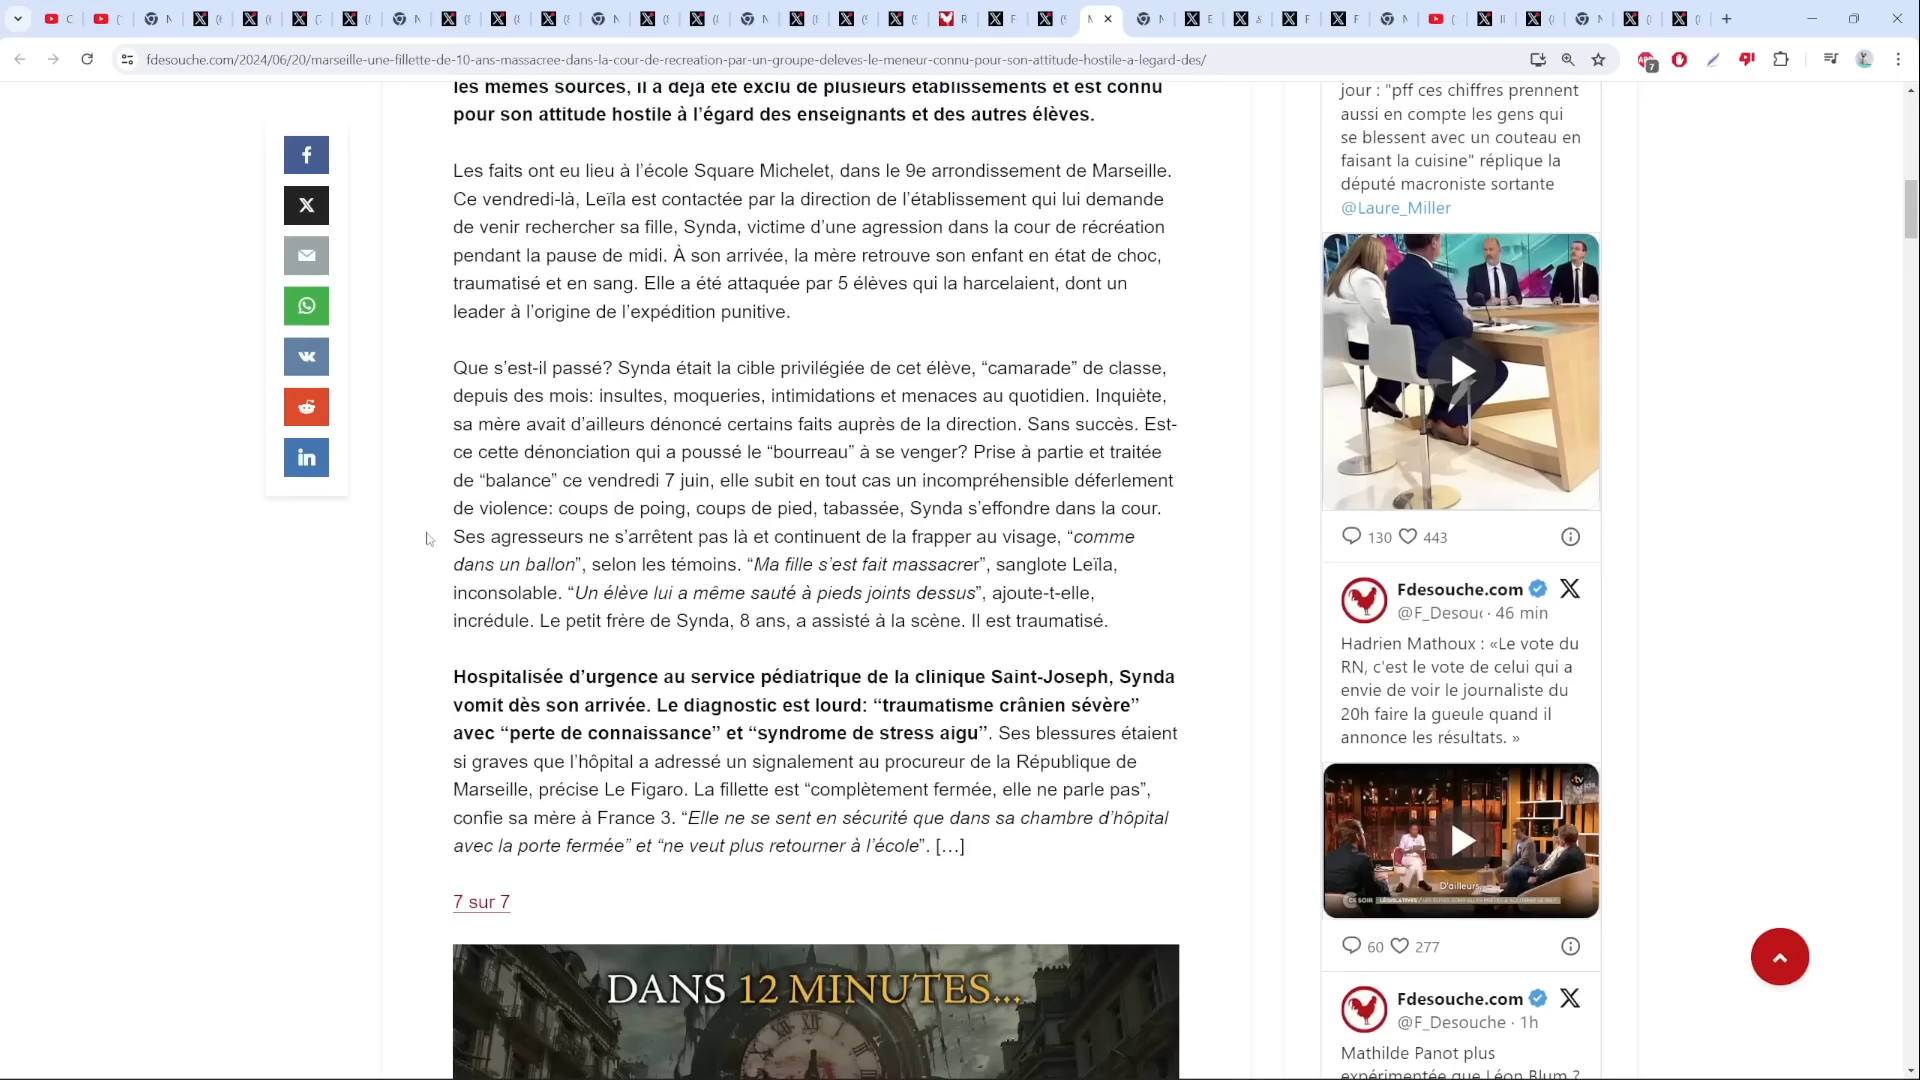 fdesouche.com/2024/06/20/marseille-une-fillette-de-10-ans-massacree-dans-la-cour-de-recreation-par-un-groupe-deleves-le-meneur-connu-pour-son-attitude-hostile-a-legard-des/
les mêmes sources, il a déjà été exclu de plusieurs établissements et est connu
pour son attitude hostile à l’égard des enseignants et des autres élèves.
Les faits ont eu lieu à l’école Square Michelet, dans le 9e arrondissement de Marseille.
Ce vendredi-là, Leïla est contactée par la direction de l’établissement qui lui demande
de venir rechercher sa fille, Synda, victime d’une agression dans la cour de récréation
pendant la pause de midi. À son arrivée, la mère retrouve son enfant en état de choc,
traumatisé et en sang. Elle a été attaquée par 5 élèves qui la harcelaient, dont un
leader à l’origine de l’expédition punitive.
Que s’est-il passé? Synda était la cible privilégiée de cet élève, “camarade” de classe,
depuis des mois: insultes, moqueries, intimidations et menaces au quotidien. Inquiète,
sa mère avait d’ailleurs dénoncé certains faits auprès de la direction. Sans succès. Est-
ce cette dénonciation qui a poussé le “bourreau” à se venger? Prise à partie et traitée
de “balance” ce vendredi 7 juin, elle subit en tout cas un incompréhensible déferlement
de violence: coups de poing, coups de pied, tabassée, Synda s’effondre dans la cour.
Ses agresseurs ne s’arrêtent pas là et continuent de la frapper au visage, “comme
dans un ballon”, selon les témoins. “Ma fille s’est fait massacrer”, sanglote Leïla,
inconsolable. “Un élève lui a même sauté à pieds joints dessus”, ajoute-t-elle,
incrédule. Le petit frère de Synda, 8 ans, a assisté à la scène. Il est traumatisé.
Hospitalisée d’urgence au service pédiatrique de la clinique Saint-Joseph, Synda
vomit dès son arrivée. Le diagnostic est lourd: “traumatisme crânien sévère”
avec “perte de connaissance” et “syndrome de stress aigu”. Ses blessures étaient
si graves que l’hôpital a adressé un signalement au procureur de la République de
Marseille, précise Le Figaro. La fillette est “complètement fermée, elle ne parle pas”,
confie sa mère à France 3. “Elle ne se sent en sécurité que dans sa chambre d’hôpital
avec la porte fermée” et “ne veut plus retourner à l’école”. […]
7 sur 7
DANS 12 MINUTES...
jour : "pff ces chiffres prennent
aussi en compte les gens qui
se blessent avec un couteau en
faisant la cuisine" réplique la
député macroniste sortante
@Laure_Miller
130 443
Fdesouche.com
@F_Desouc · 46 min
Hadrien Mathoux : «Le vote du
RN, c'est le vote de celui qui a
envie de voir le journaliste du
20h faire la gueule quand il
annonce les résultats. »
D'ailleurs,
60 277
Fdesouche.com
@F_Desouche · 1h
Mathilde Panot plus
expérimentée que Léon Blum ?